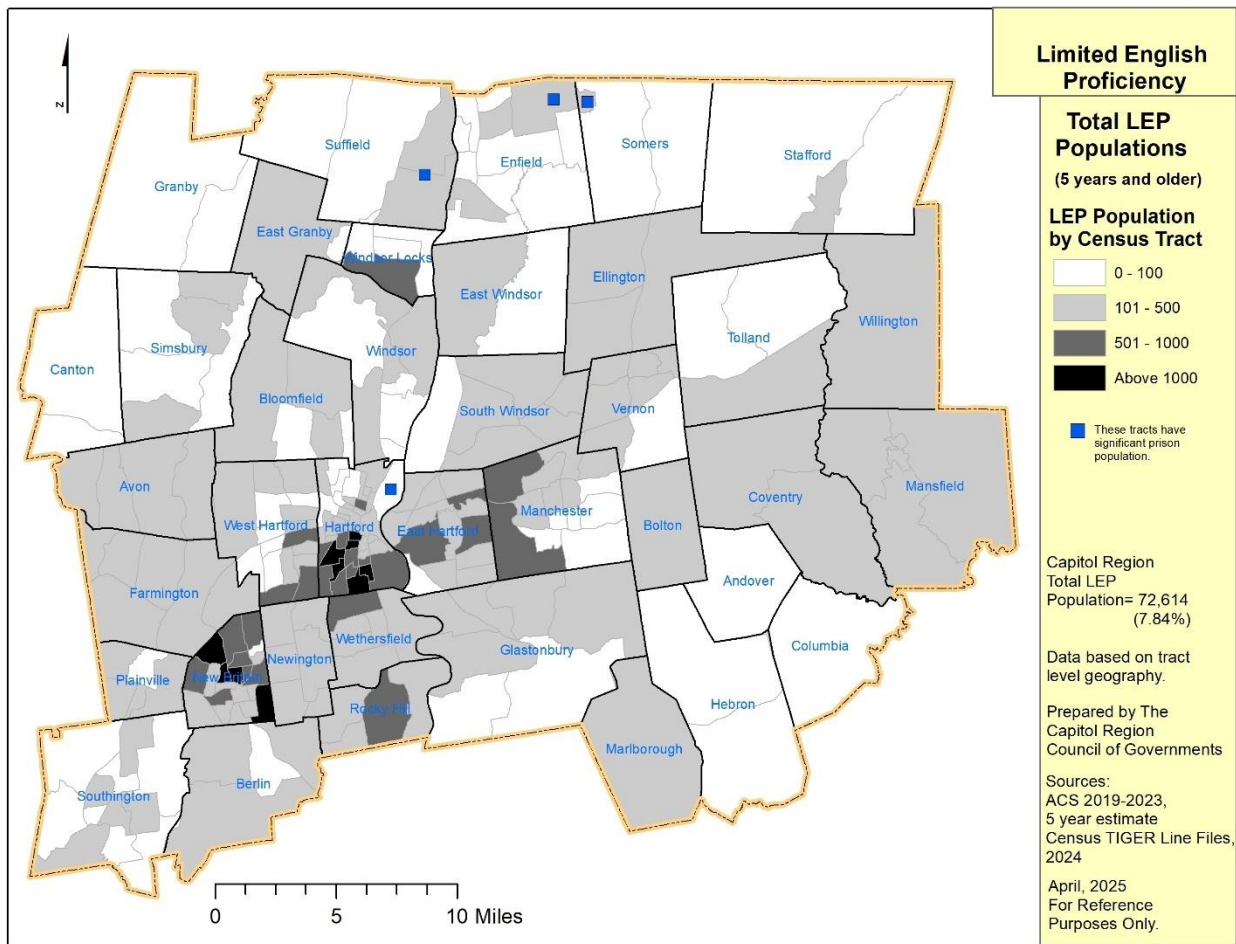 Limited English
Proficiency
Total LEP
Populations
(5 years and older)
LEP Population
by Census Tract
0 - 100
101 - 500
501 - 1000
Above 1000
These tracts have
significant prison
population.
Capitol Region
Total LEP
Population= 72,614
(7.84%)
Data based on tract
level geography.
Prepared by The
Capitol Region
Council of Governments
Sources:
ACS 2019-2023,
5 year estimate
Census TIGER Line Files,
2024
April, 2025
For Reference
Purposes Only.
N
Suffield
Enfield
Somers
Stafford
Granby
East Granby
Windsor Locks
East Windsor
Ellington
Willington
Tolland
Canton
Simsbury
Windsor
Bloomfield
South Windsor
Vernon
Avon
West Hartford
Hartford
East Hartford
Manchester
Bolton
Coventry
Mansfield
Farmington
Andover
Columbia
Wethersfield
Newington
Glastonbury
Plainville
New Britain
Rocky Hill
Hebron
Marlborough
Southington
Berlin
0 5 10 Miles